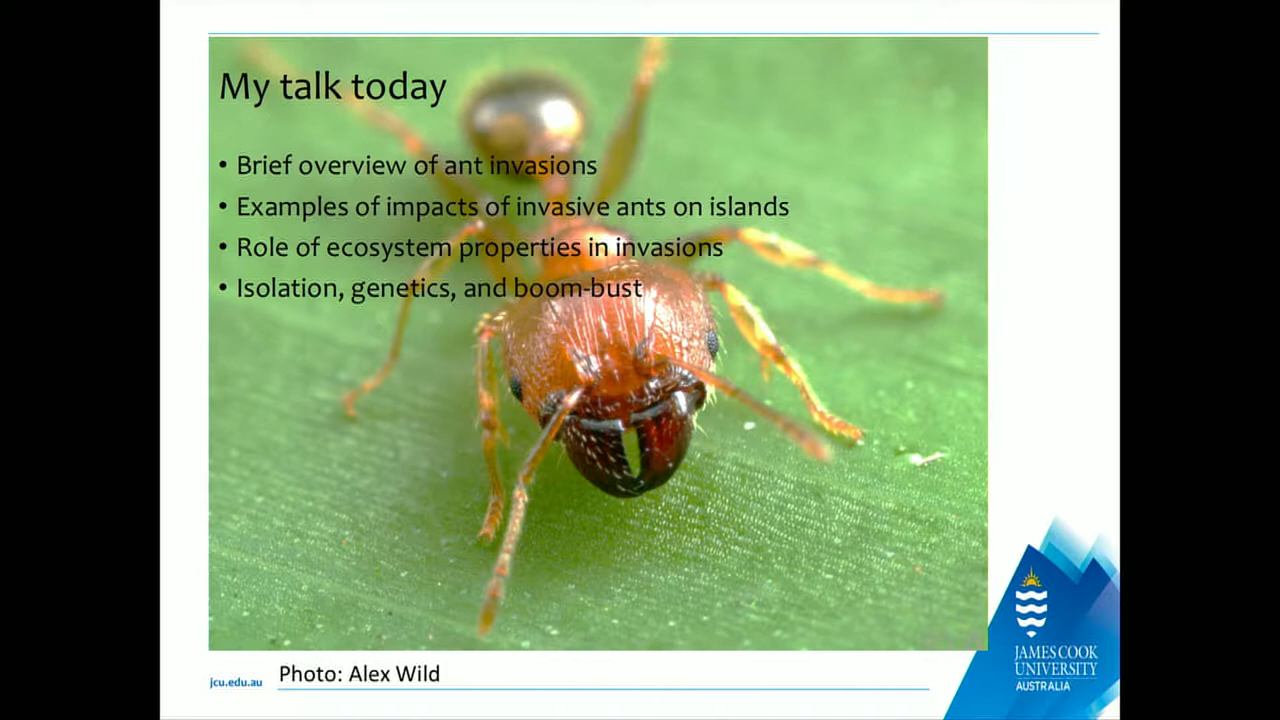 My talk today
• Brief overview of ant invasions
• Examples of impacts of invasive ants on islands
• Role of ecosystem properties in invasions
• Isolation, genetics, and boom-bust
jcu.edu.au
Photo: Alex Wild
JAMES COOK
UNIVERSITY
AUSTRALIA